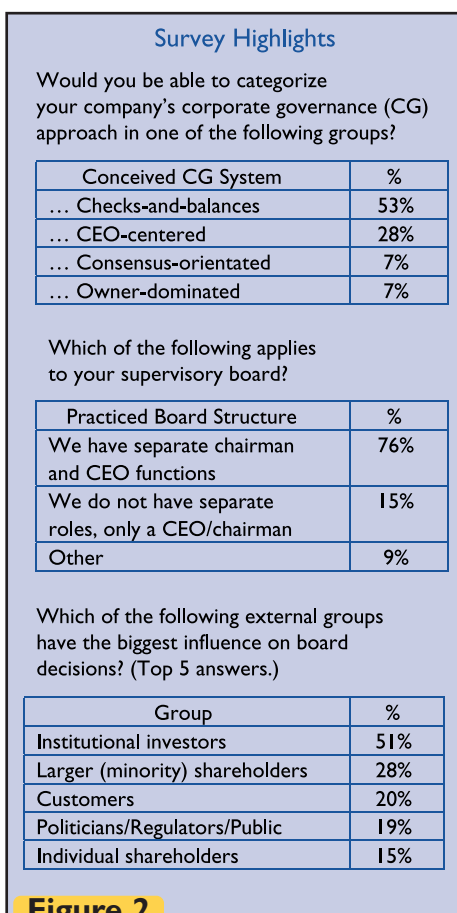 Survey Highlights
Would you be able to categorize
your company’s corporate governance (CG)
approach in one of the following groups?
Conceived CG System %
… Checks-and-balances 53%
… CEO-centered 28%
… Consensus-orientated 7%
… Owner-dominated 7%
Which of the following applies
to your supervisory board?
Practiced Board Structure %
We have separate chairman 76%
and CEO functions
We do not have separate 15%
roles, only a CEO/chairman
Other 9%
Which of the following external groups
have the biggest influence on board
decisions? (Top 5 answers.)
Group %
Institutional investors 51%
Larger (minority) shareholders 28%
Customers 20%
Politicians/Regulators/Public 19%
Individual shareholders 15%
Figure 2